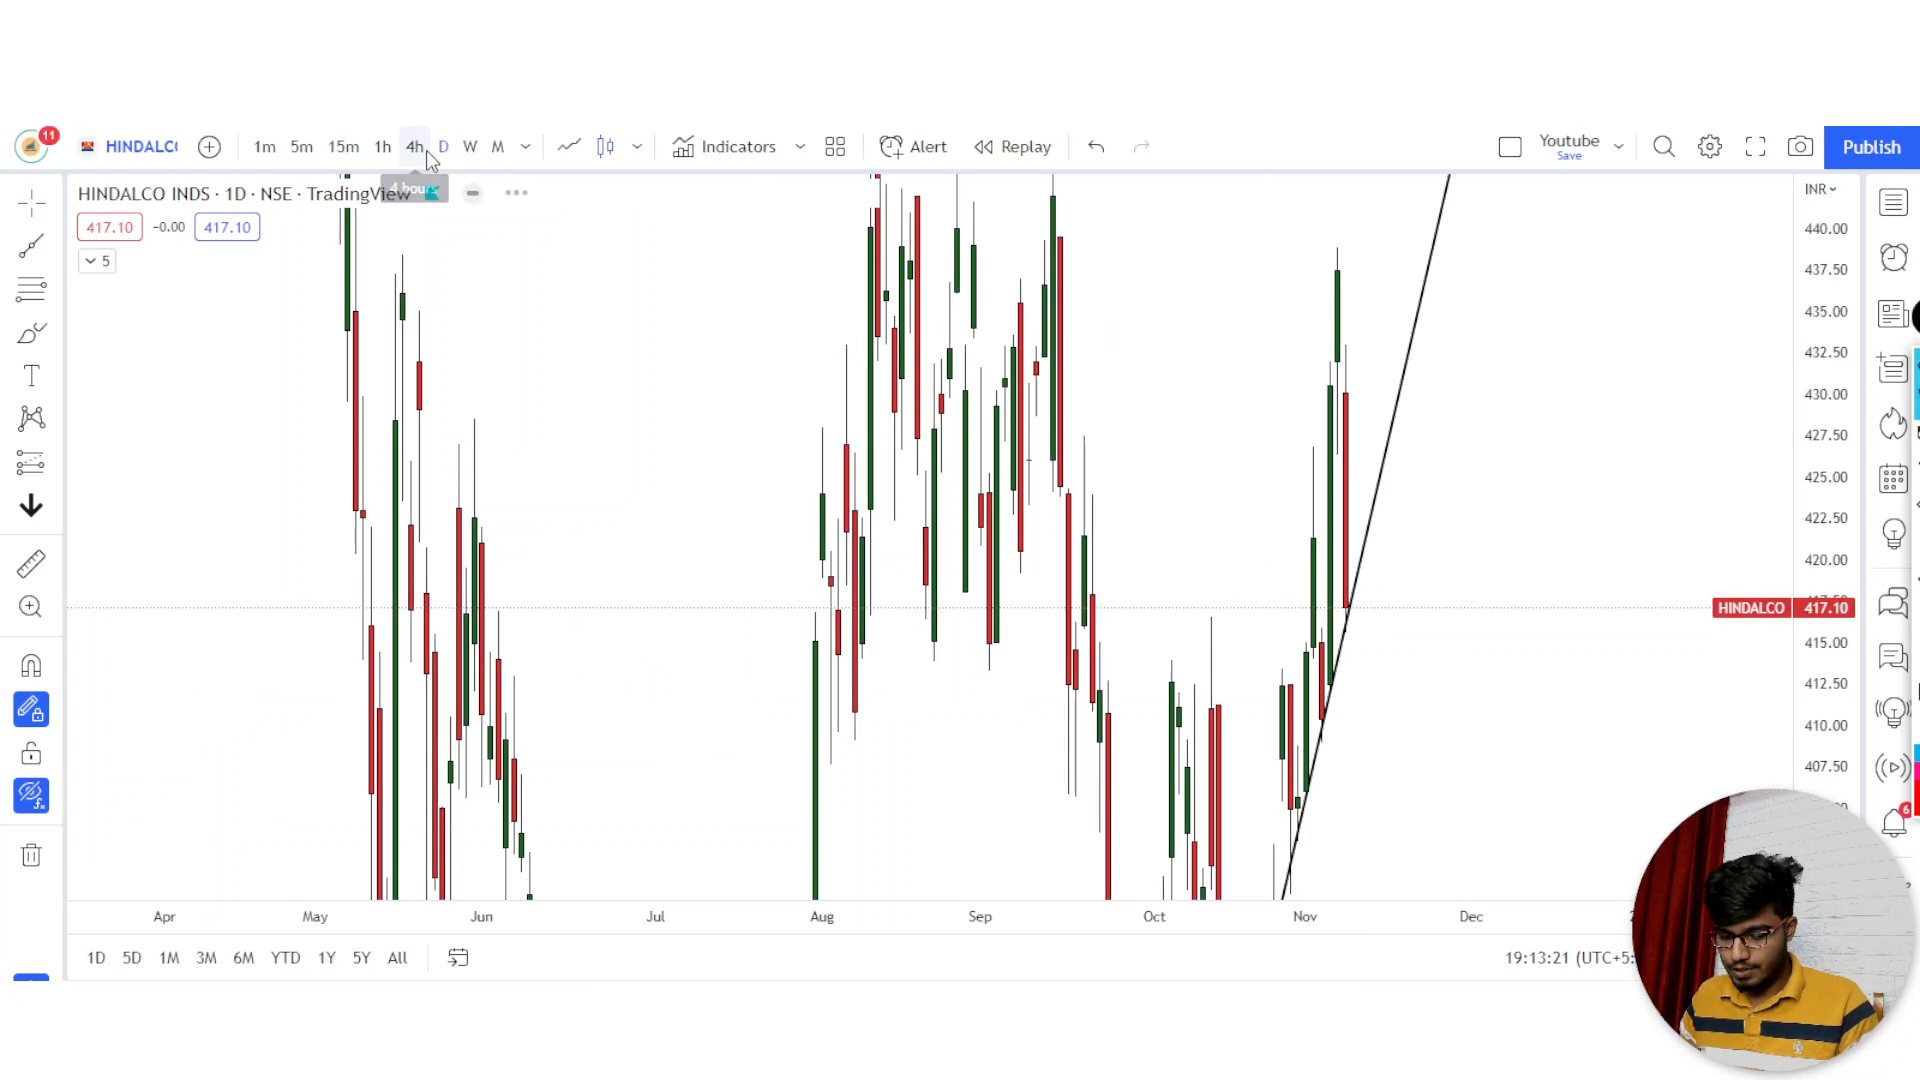 11 HINDALC 1m 5m 15m 1h 4h D W M Indicators Alert Replay Youtube Save Publish
4 hours
HINDALCO INDS · 1D · NSE · TradingView
417.10 −0.00 417.10
5
INR
440.00
437.50
435.00
432.50
430.00
427.50
425.00
422.50
420.00
HINDALCO 417.10
415.00
412.50
410.00
407.50
6
Apr May Jun Jul Aug Sep Oct Nov Dec
1D 5D 1M 3M 6M YTD 1Y 5Y All 19:13:21 (UTC+5: